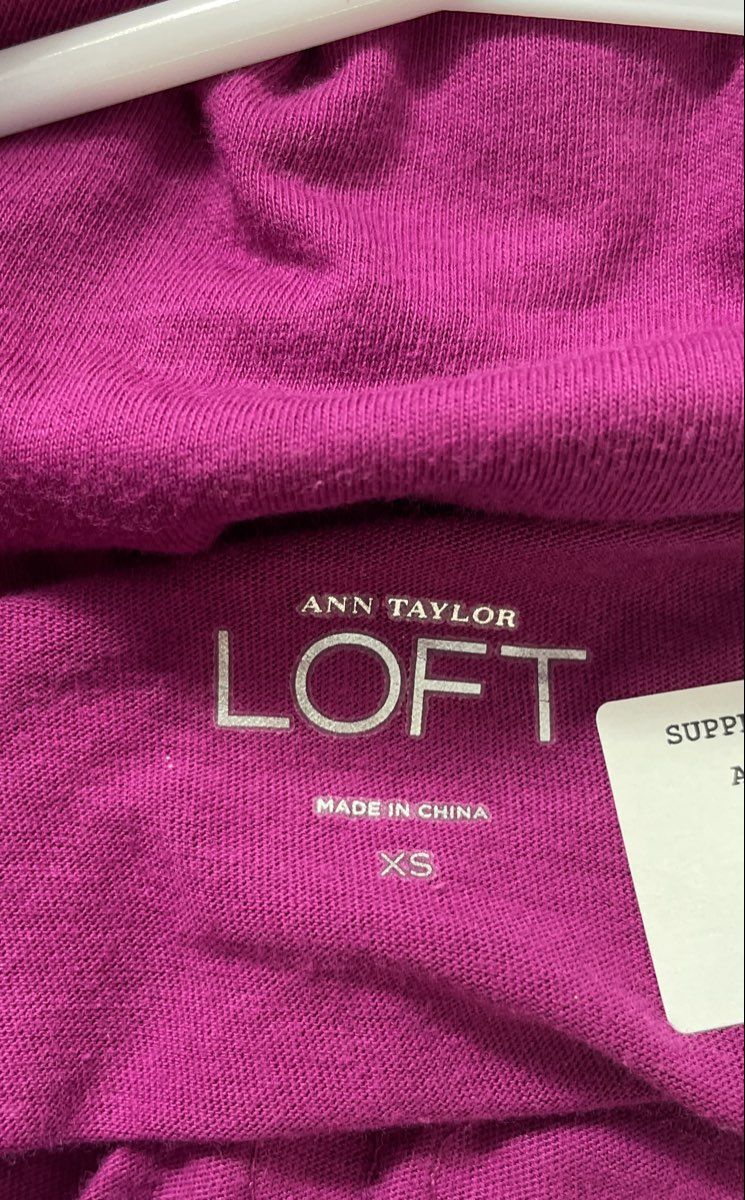 ANN TAYLOR
LOFT
MADE IN CHINA
XS